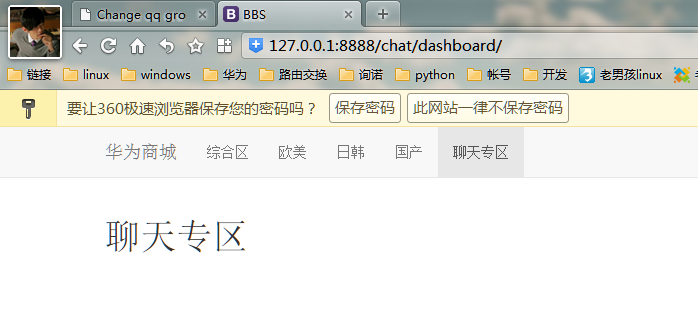 Change qq gro
BBS
127.0.0.1:8888/chat/dashboard/
链接 linux windows 华为 路由交换 询诺 python 帐号 开发 老男孩linux
要让360极速浏览器保存您的密码吗？ 保存密码 此网站一律不保存密码
华为商城 综合区 欧美 日韩 国产 聊天专区
聊天专区